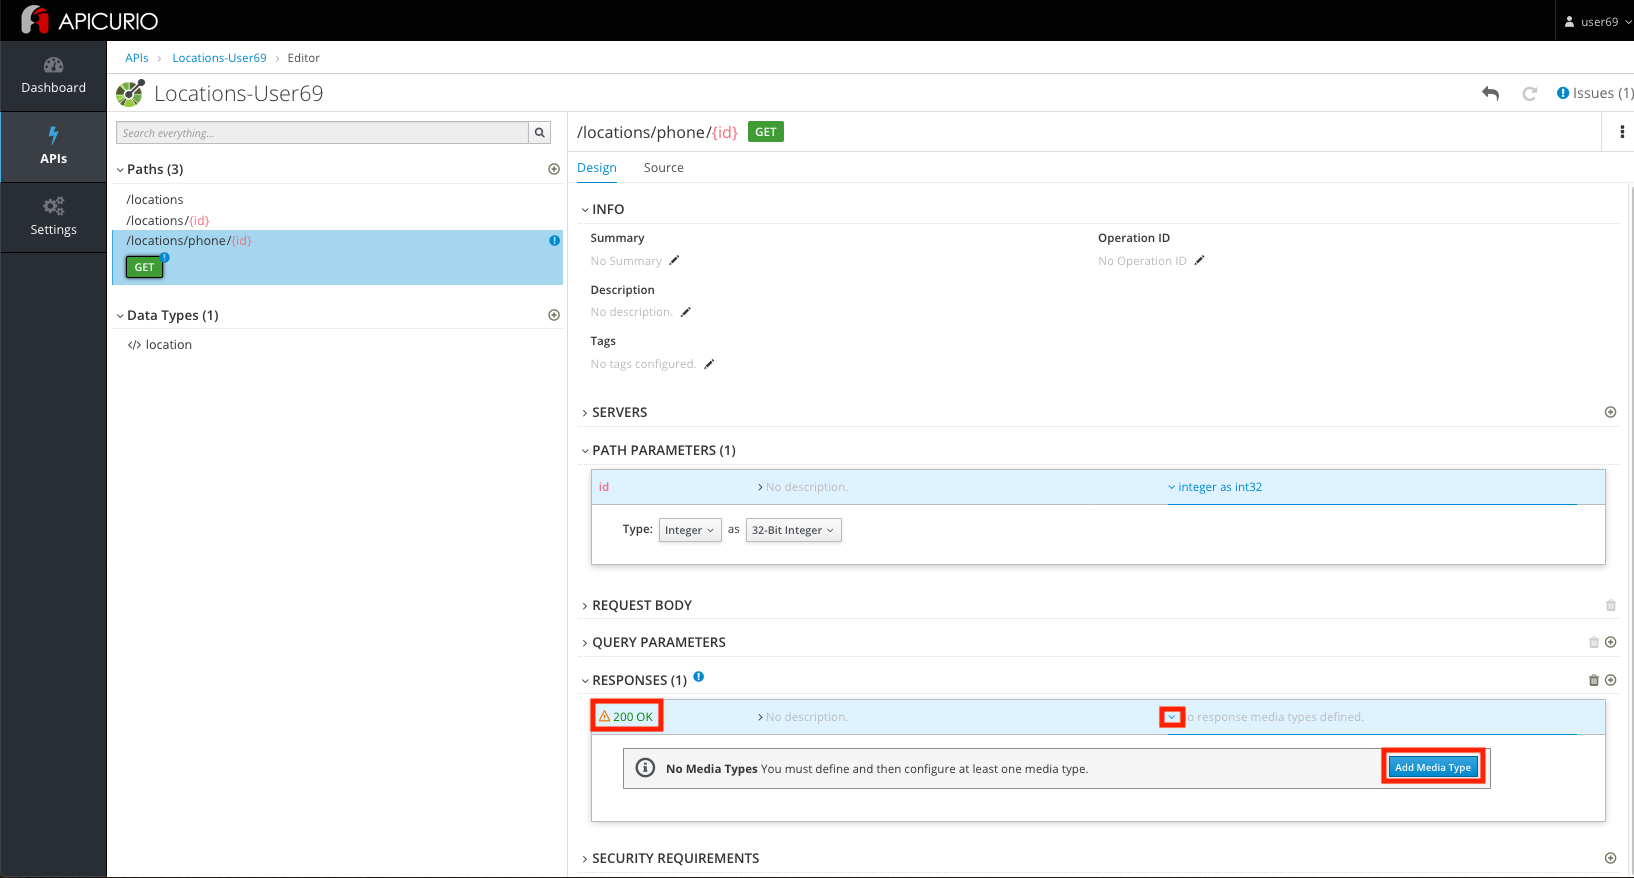 APICURIO
user69
Dashboard
APIs
Settings
APIs > Locations-User69 > Editor
Locations-User69
Issues (1)
Search everything...
Paths (3)
/locations
/locations/{id}
/locations/phone/{id}
GET
Data Types (1)
</> location
/locations/phone/{id} GET
Design Source
INFO
Summary
No Summary
Operation ID
No Operation ID
Description
No description.
Tags
No tags configured.
SERVERS
PATH PARAMETERS (1)
id No description. integer as int32
Type: Integer as 32-Bit Integer
REQUEST BODY
QUERY PARAMETERS
RESPONSES (1)
200 OK No description. o response media types defined.
No Media Types You must define and then configure at least one media type. Add Media Type
SECURITY REQUIREMENTS